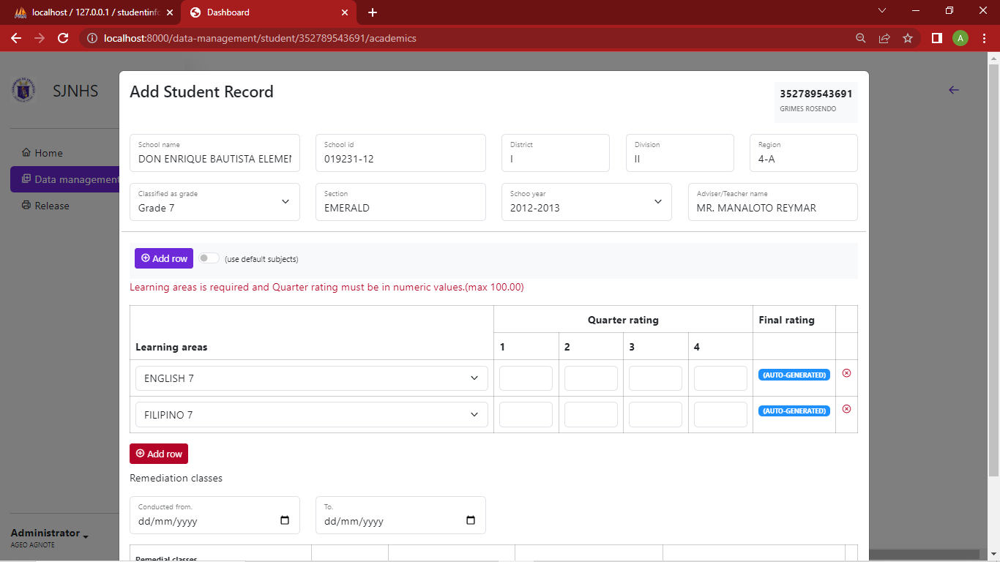 localhost / 127.0.0.1 / studentinfo
Dashboard
localhost:8000/data-management/student/352789543691/academics
A
SJNHS
Home
Data management
Release
Administrator
AGEO AGNOTE
Add Student Record
352789543691
GRIMES ROSENDO
School name
DON ENRIQUE BAUTISTA ELEMEN
School id
019231-12
District
I
Division
II
Region
4-A
Classified as grade
Grade 7
Section
EMERALD
Schoo year
2012-2013
Adviser/Teacher name
MR. MANALOTO REYMAR
Add row (use default subjects)
Learning areas is required and Quarter rating must be in numeric values.(max 100.00)
Learning areas
Quarter rating
Final rating
1 2 3 4
ENGLISH 7 (AUTO-GENERATED)
FILIPINO 7 (AUTO-GENERATED)
Add row
Remediation classes
Conducted from.
dd/mm/yyyy
To.
dd/mm/yyyy
Remedial classes